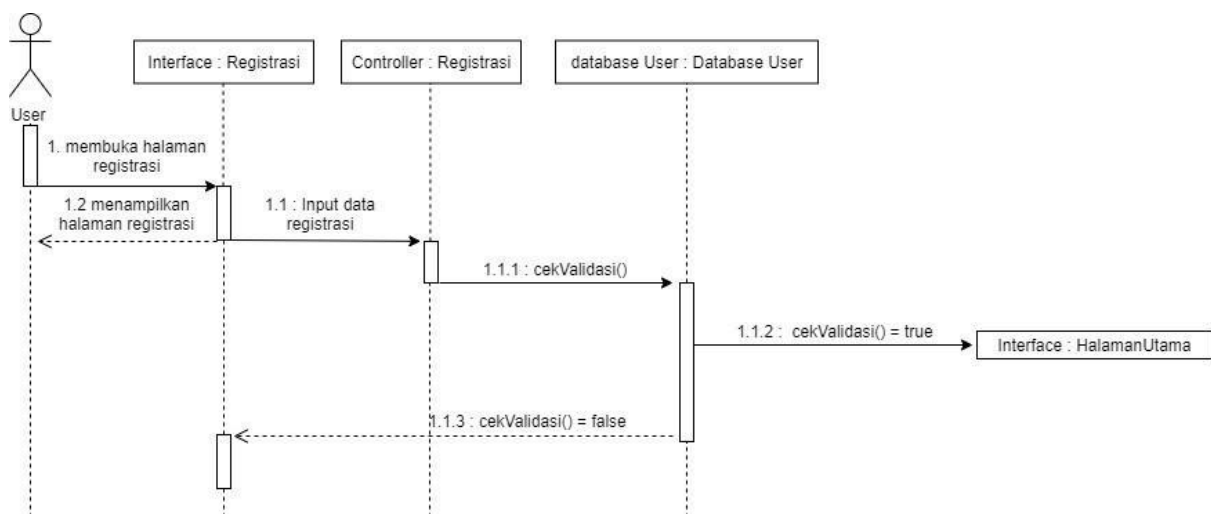 Interface : Registrasi
Controller : Registrasi
database User : Database User
User
1. membuka halaman
registrasi
1.2 menampilkan
halaman registrasi
1.1 : Input data
registrasi
1.1.1 : cekValidasi()
1.1.2 : cekValidasi() = true
Interface : HalamanUtama
1.1.3 : cekValidasi() = false